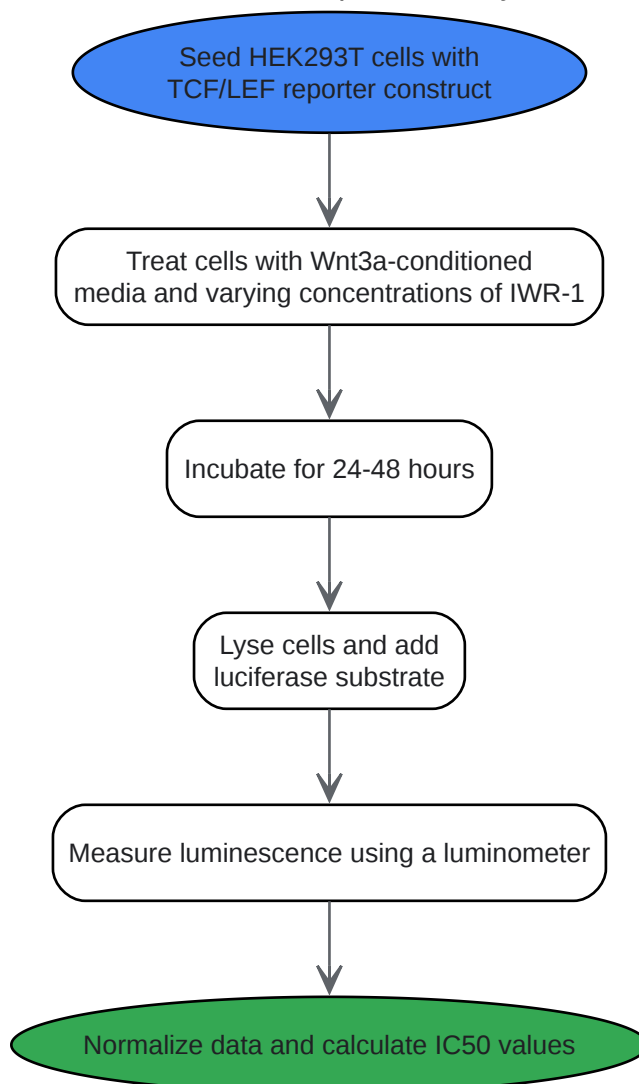 Seed HEK293T cells with
TCF/LEF reporter construct
Treat cells with Wnt3a-conditioned
media and varying concentrations of IWR-1
Incubate for 24-48 hours
Lyse cells and add
luciferase substrate
Measure luminescence using a luminometer
Normalize data and calculate IC50 values